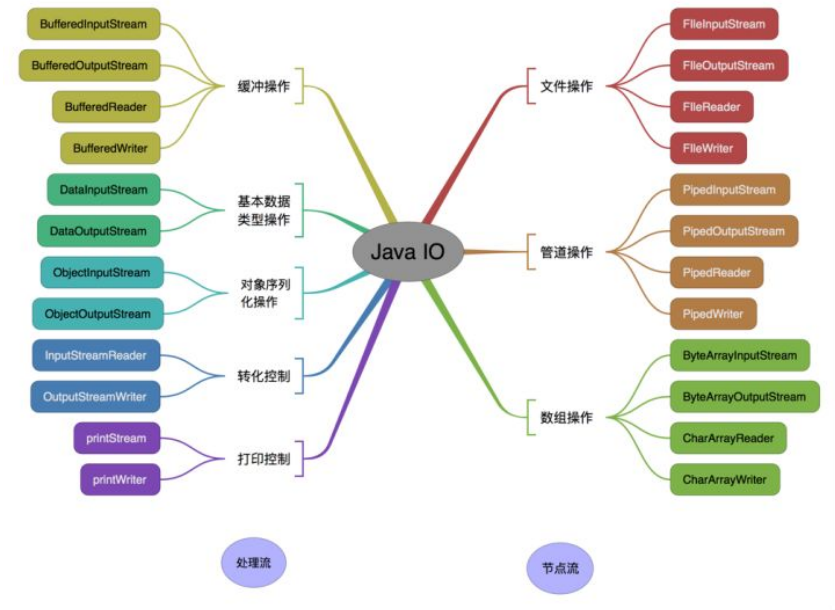 BufferedInputStream
BufferedOutputStream
BufferedReader
BufferedWriter
缓冲操作
DataInputStream
DataOutputStream
基本数据
类型操作
ObjectInputStream
ObjectOutputStream
对象序列
化操作
InputStreamReader
OutputStreamWriter
转化控制
printStream
printWriter
打印控制
Java IO
文件操作
FIleInputStream
FIleOutputStream
FIleReader
FIleWriter
管道操作
PipedInputStream
PipedOutputStream
PipedReader
PipedWriter
数组操作
ByteArrayInputStream
ByteArrayOutputStream
CharArrayReader
CharArrayWriter
处理流
节点流